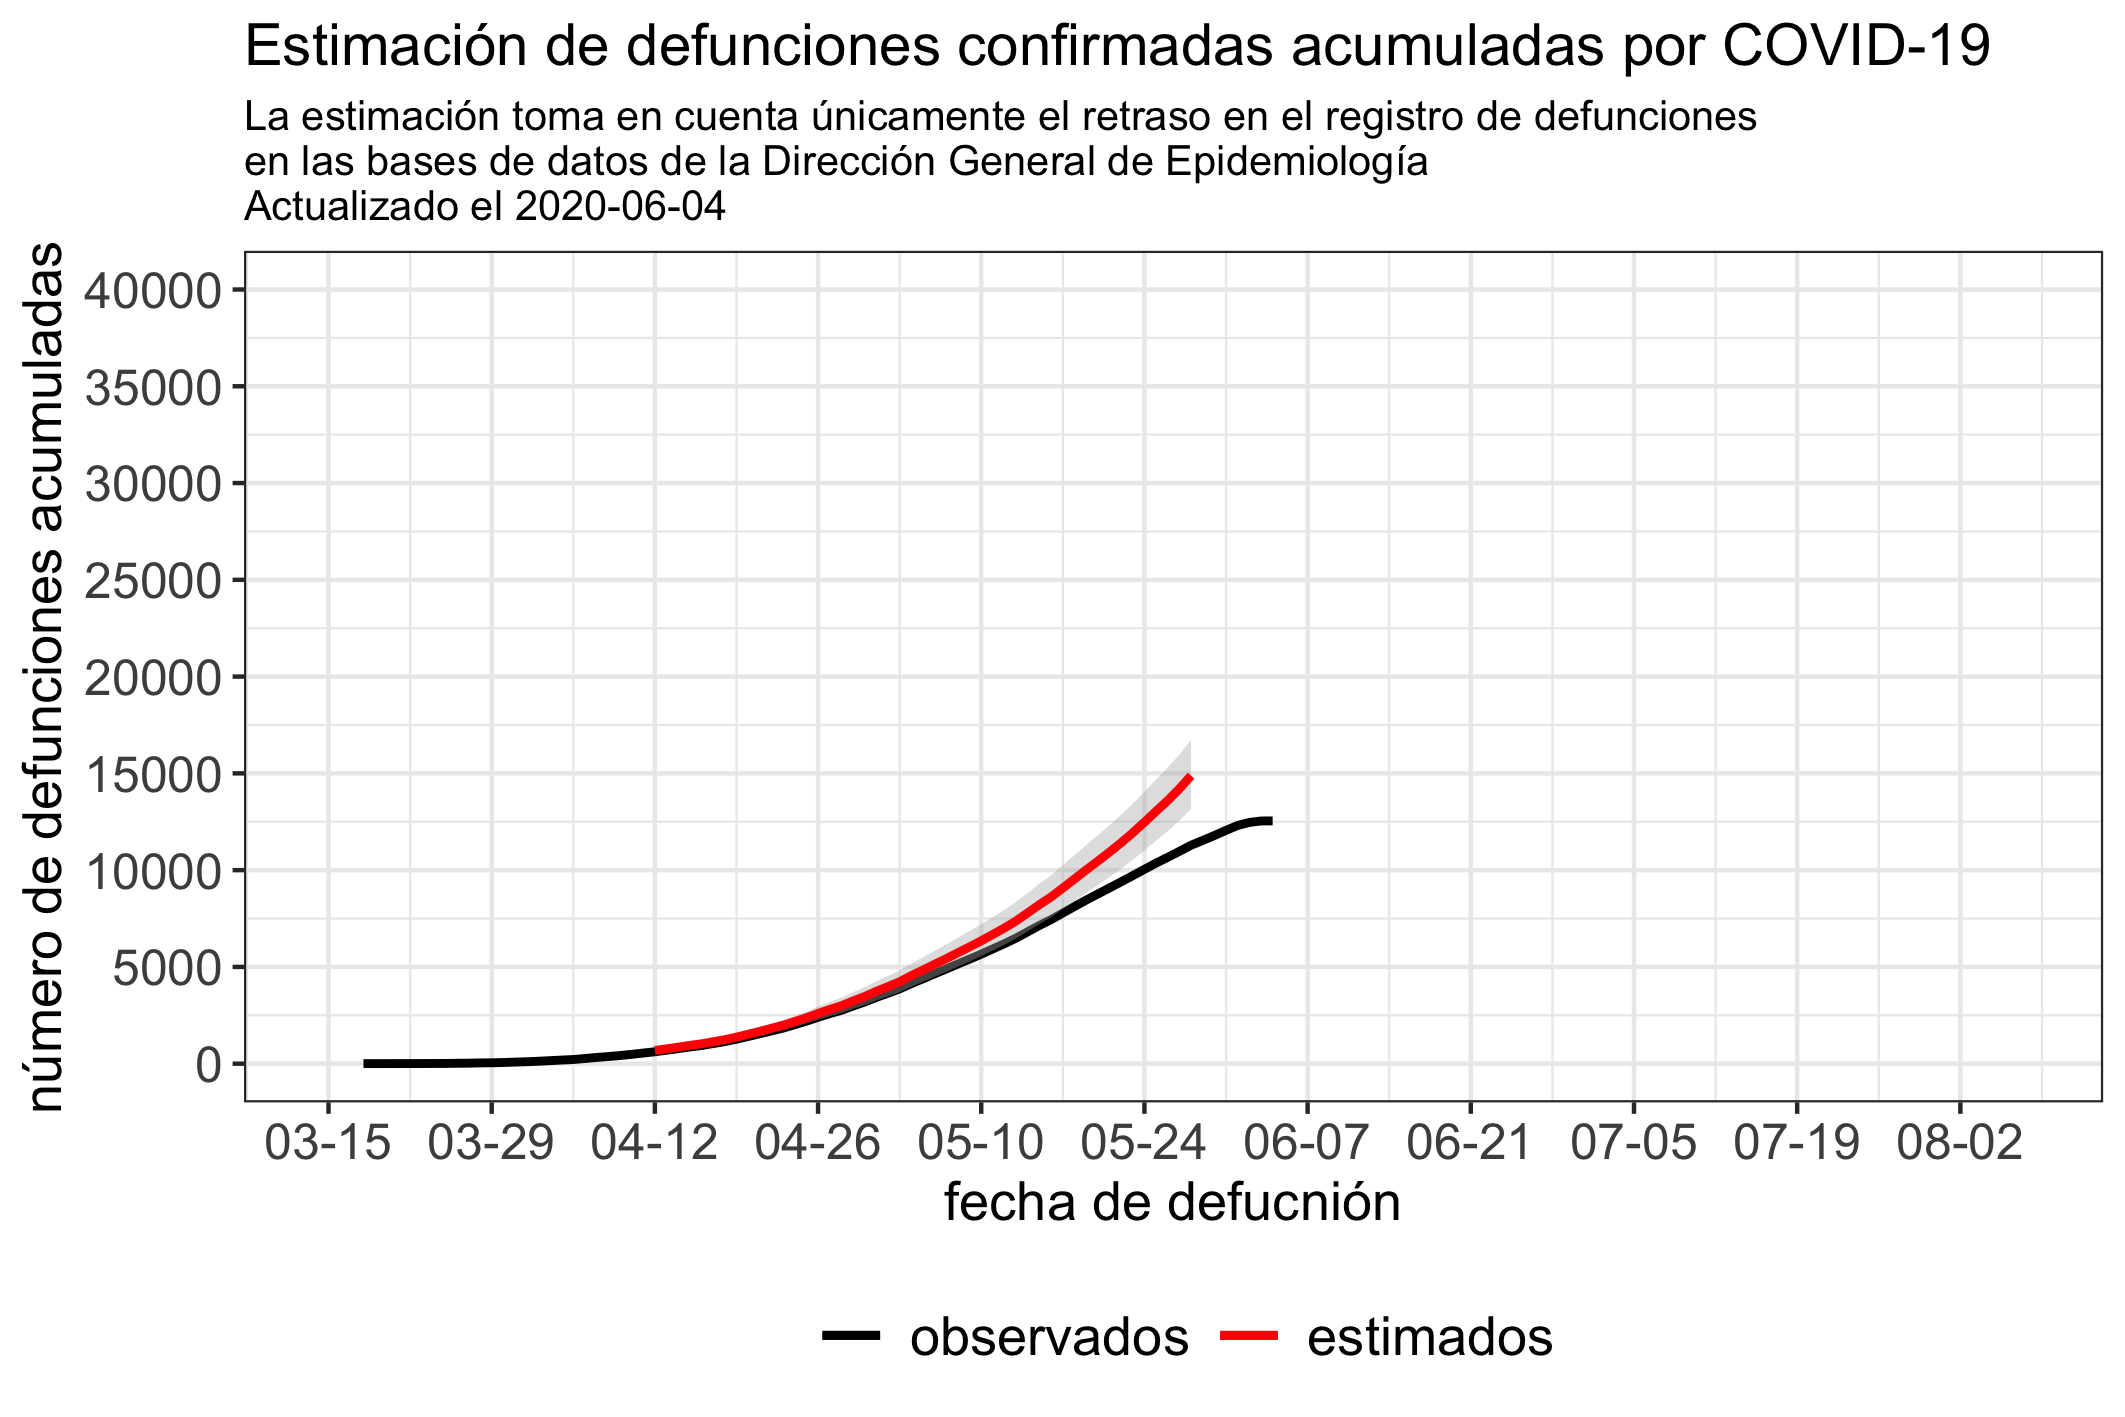 Estimación de defunciones confirmadas acumuladas por COVID-19
La estimación toma en cuenta únicamente el retraso en el registro de defunciones
en las bases de datos de la Dirección General de Epidemiología
Actualizado el 2020-06-04
número de defunciones acumuladas
40000
35000
30000
25000
20000
15000
10000
5000
0
03-15 03-29 04-12 04-26 05-10 05-24 06-07 06-21 07-05 07-19 08-02
fecha de defucnión
observados estimados